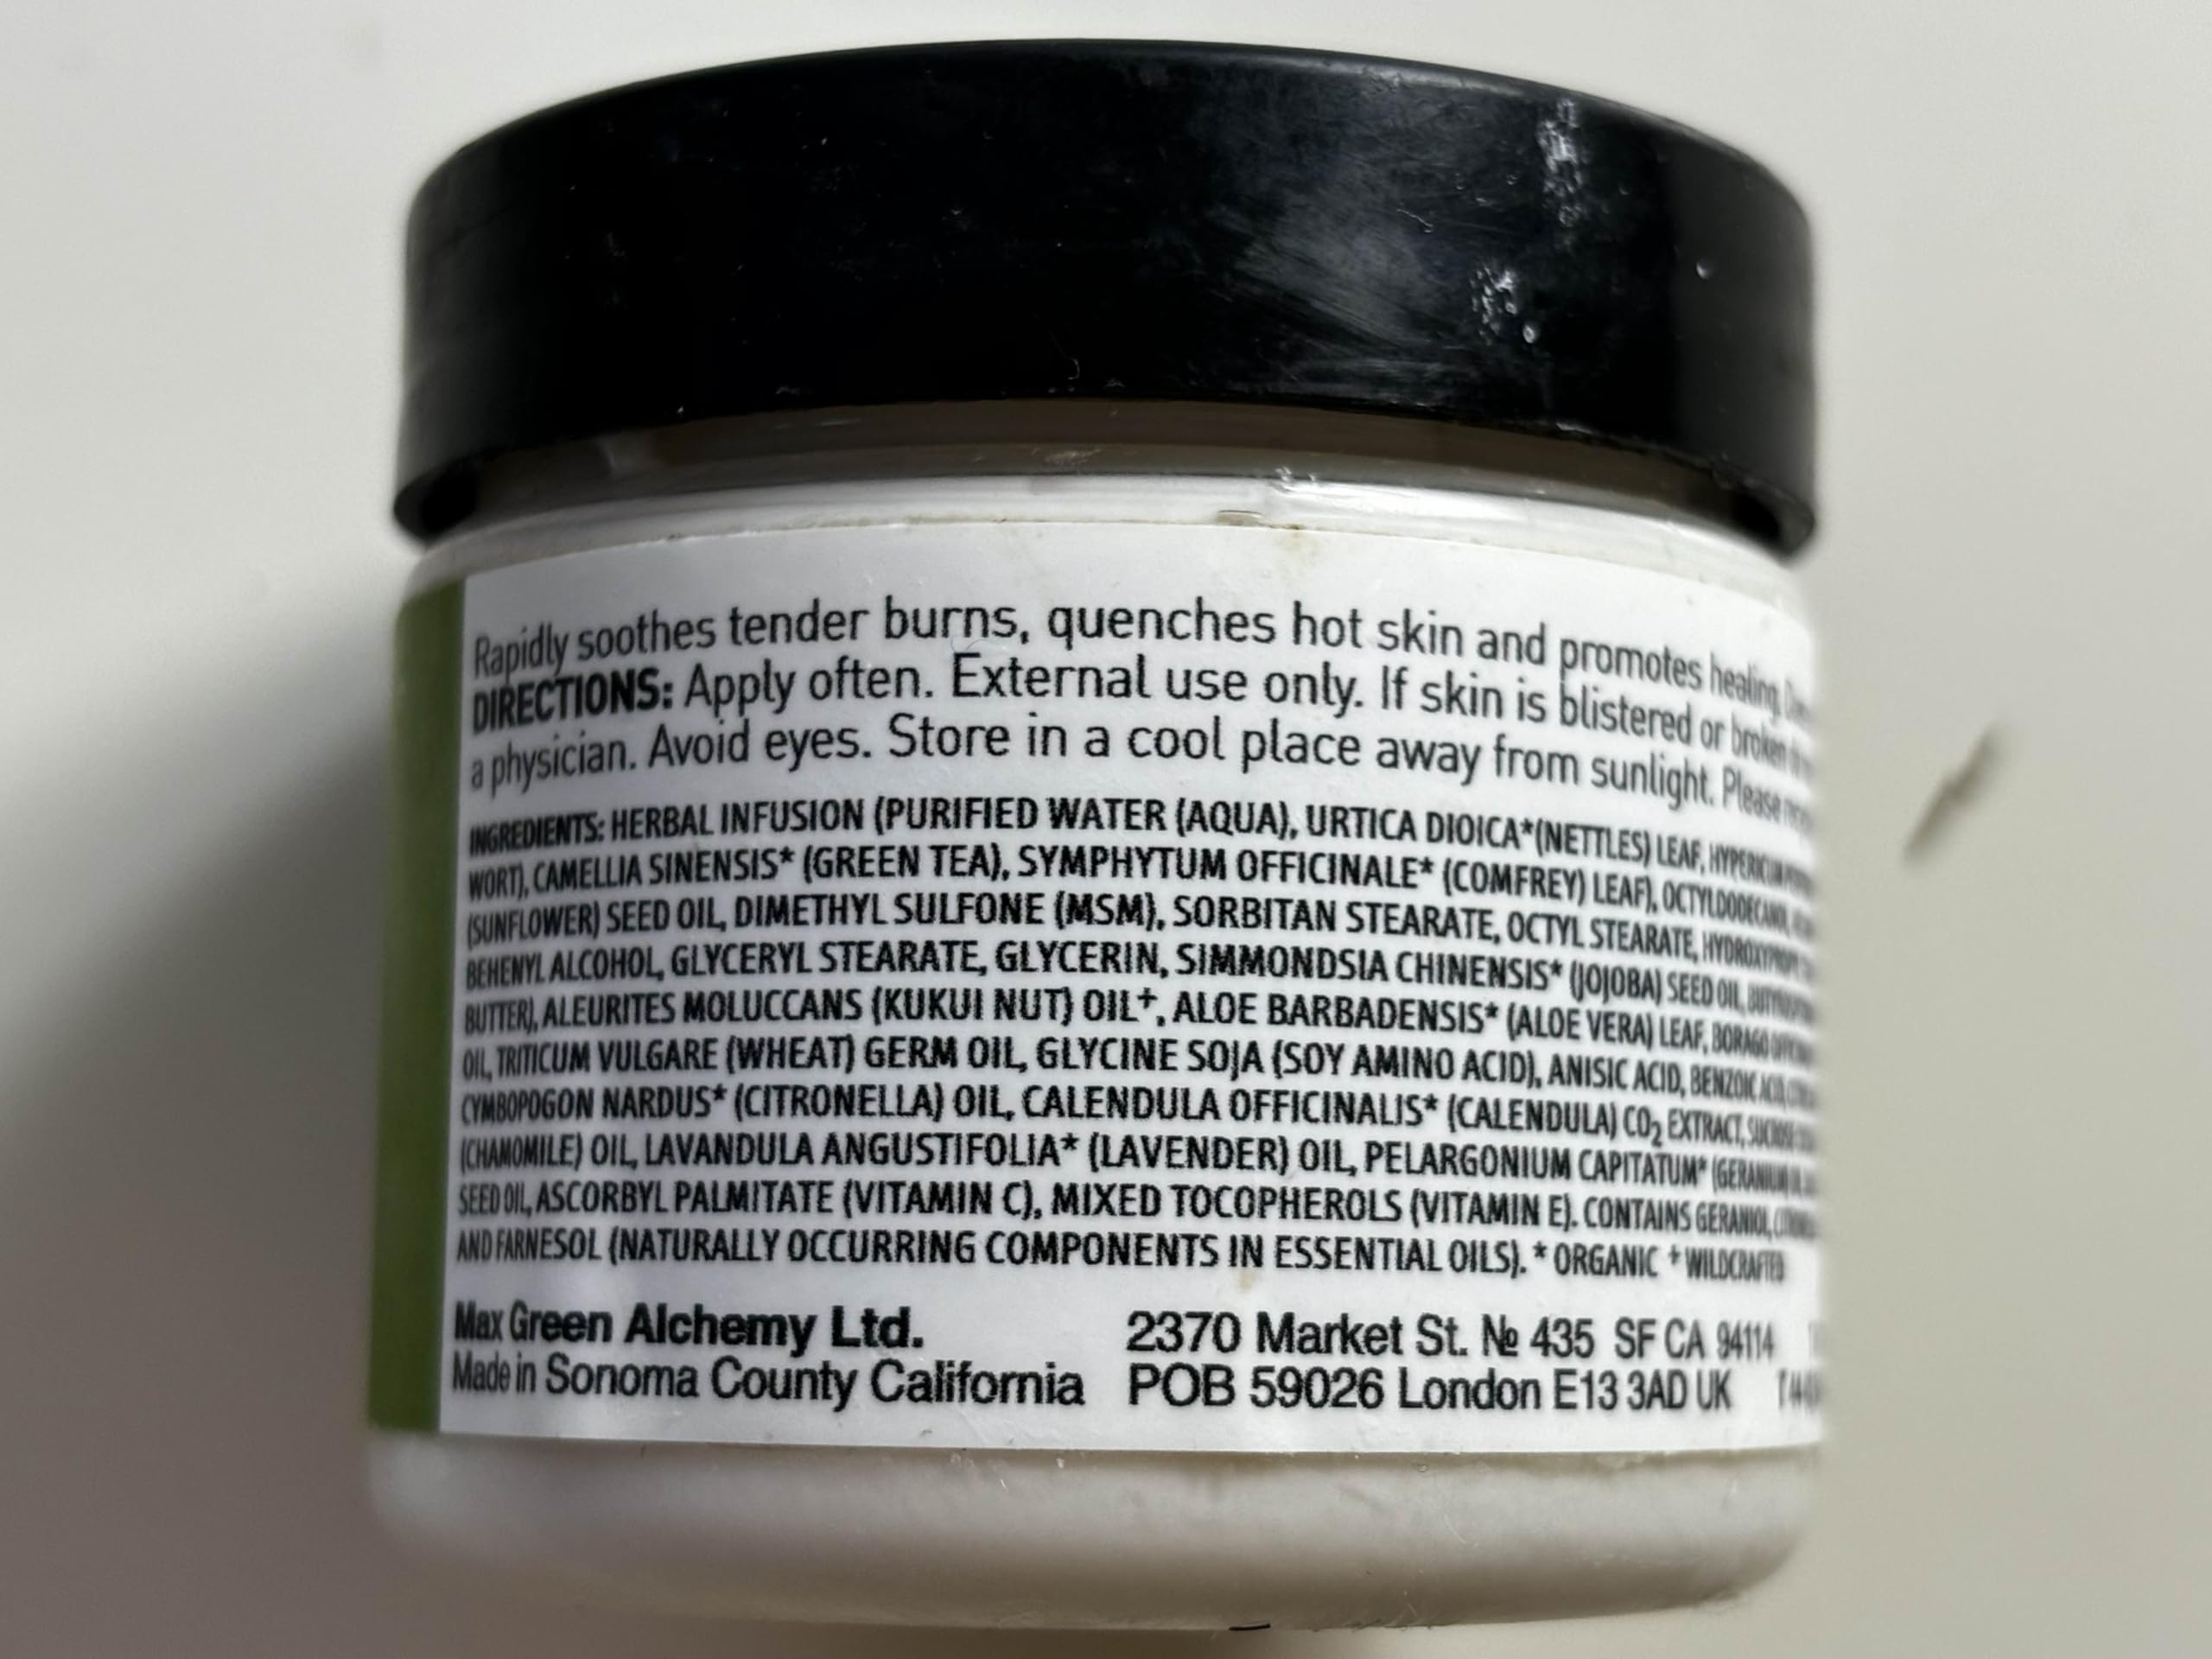 Rapidly soothes tender burns, quenches hot skin and promotes healing.
DIRECTIONS: Apply often. External use only. If skin is blistered or broken
a physician. Avoid eyes. Store in a cool place away from sunlight. Please
INGREDIENTS: HERBAL INFUSION (PURIFIED WATER (AQUA), URTICA DIOICA*(NETTLES) LEAF, HYPERICUM
WORT), CAMELLIA SINENSIS* (GREEN TEA), SYMPHYTUM OFFICINALE* (COMFREY) LEAF), OCTYLDODECANOL,
(SUNFLOWER) SEED OIL, DIMETHYL SULFONE (MSM), SORBITAN STEARATE, OCTYL STEARATE,
BEHENYL ALCOHOL, GLYCERYL STEARATE, GLYCERIN, SIMMONDSIA CHINENSIS* (JOJOBA) SEED OIL,
BUTTER), ALEURITES MOLUCCANS (KUKUI NUT) OIL+, ALOE BARBADENSIS* (ALOE VERA) LEAF, BORAGO
OIL, TRITICUM VULGARE (WHEAT) GERM OIL, GLYCINE SOJA (SOY AMINO ACID), ANISIC ACID, BENZOIC ACID,
CYMBOPOGON NARDUS* (CITRONELLA) OIL, CALENDULA OFFICINALIS* (CALENDULA) CO₂ EXTRACT,
(CHAMOMILE) OIL, LAVANDULA ANGUSTIFOLIA* (LAVENDER) OIL, PELARGONIUM CAPITATUM* (GERANIUM)
SEED OIL, ASCORBYL PALMITATE (VITAMIN C), MIXED TOCOPHEROLS (VITAMIN E). CONTAINS GERANIOL,
AND FARNESOL (NATURALLY OCCURRING COMPONENTS IN ESSENTIAL OILS). * ORGANIC + WILDCRAFTED
Max Green Alchemy Ltd. 2370 Market St. № 435 SF CA 94114
Made in Sonoma County California POB 59026 London E13 3AD UK